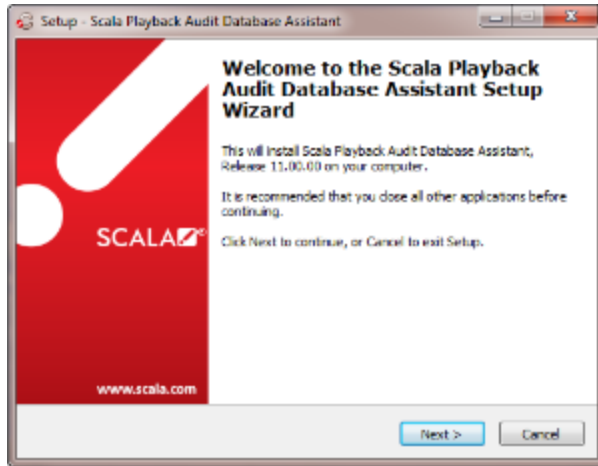 Setup - Scala Playback Audit Database Assistant
Welcome to the Scala Playback
Audit Database Assistant Setup
Wizard
This will install Scala Playback Audit Database Assistant,
Release 11.00.00 on your computer.
It is recommended that you close all other applications before
continuing.
Click Next to continue, or Cancel to exit Setup.
SCALA
www.scala.com
Next >
Cancel